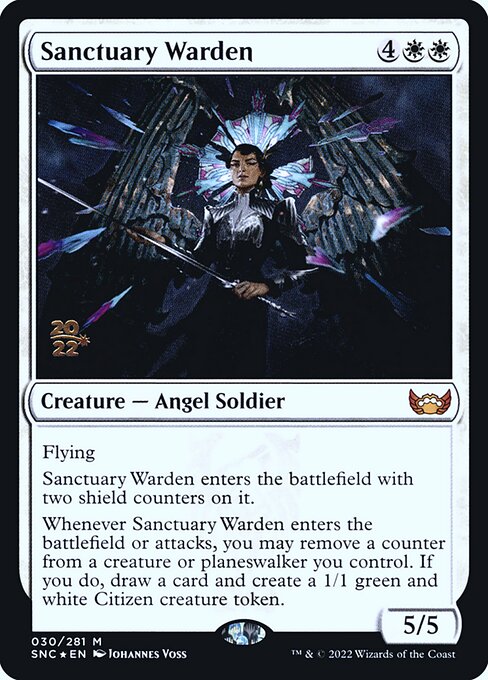 Sanctuary Warden 4
20
22
Creature — Angel Soldier
Flying
Sanctuary Warden enters the battlefield with
two shield counters on it.
Whenever Sanctuary Warden enters the
battlefield or attacks, you may remove a counter
from a creature or planeswalker you control. If
you do, draw a card and create a 1/1 green and
white Citizen creature token.
5/5
030/281 M
SNC ★ EN Johannes Voss
™ & © 2022 Wizards of the Coast